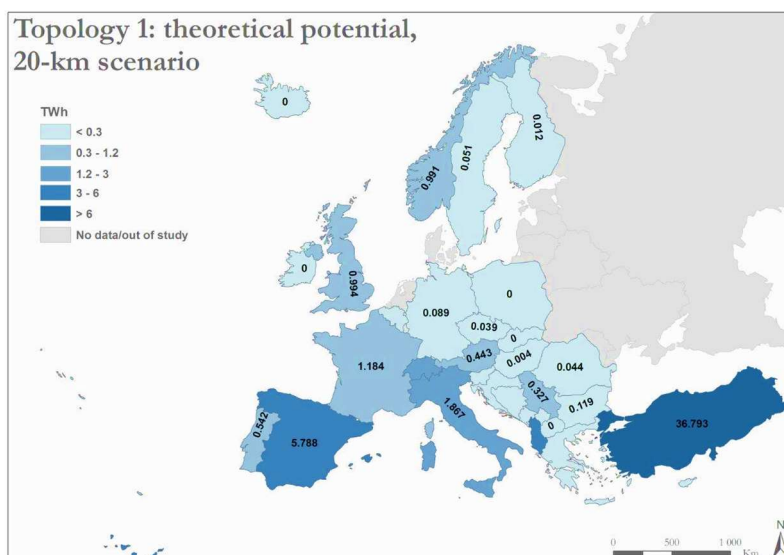 Topology 1: theoretical potential,
20-km scenario
TWh
< 0.3
0.3 - 1.2
1.2 - 3
3 - 6
> 6
No data/out of study
0
0.012
0.051
0.991
0
0.994
0
0.089
0.039
0
0.004
0.443
0.044
1.184
0.327
0.119
1.867
0
0.542
5.788
36.793
N
0 500 1 000
Km